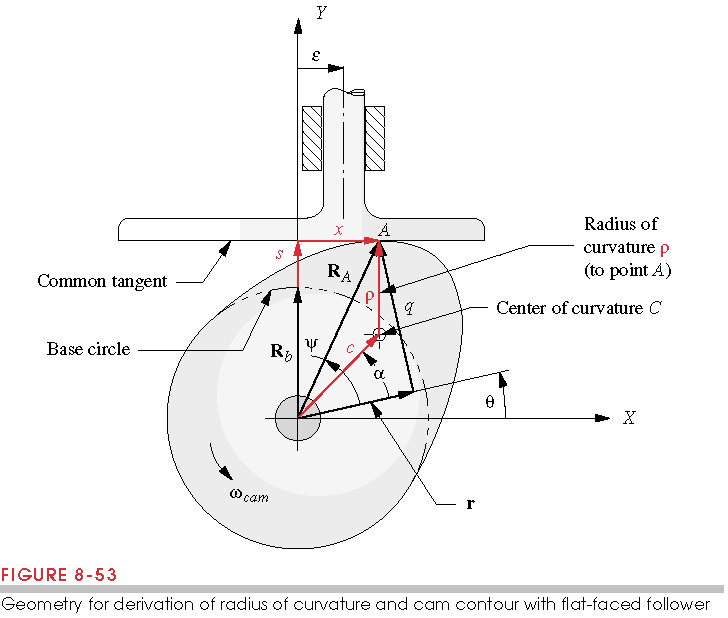 Y
ε
x
A
s
Radius of
curvature ρ
(to point A)
R_A
Common tangent
ρ
q
Center of curvature C
Base circle
R_b
ψ
c
α
θ
X
ω_cam
r
FIGURE 8-53
Geometry for derivation of radius of curvature and cam contour with flat-faced follower